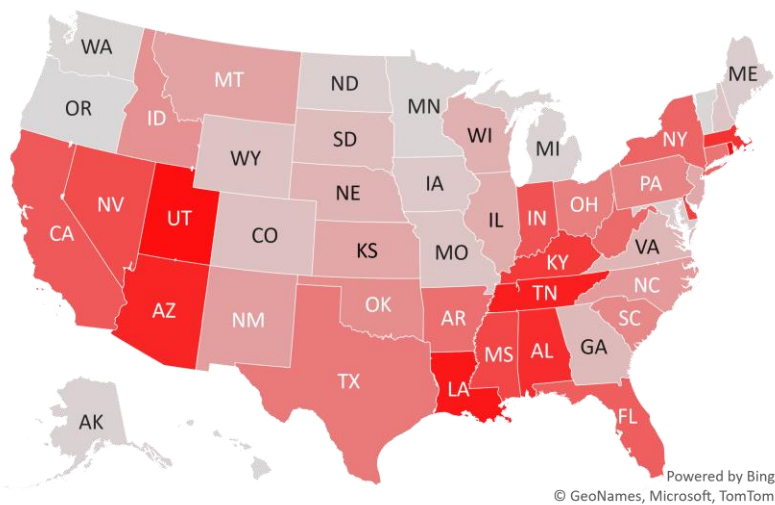 WA
ME
MT
ND
OR
MN
ID
SD
WI
NY
MI
WY
IA
PA
NE
NV
OH
UT
IL
IN
CO
CA
KS
MO
VA
KY
NC
TN
AZ
OK
NM
AR
SC
MS
AL
GA
TX
LA
FL
AK
Powered by Bing
© GeoNames, Microsoft, TomTom